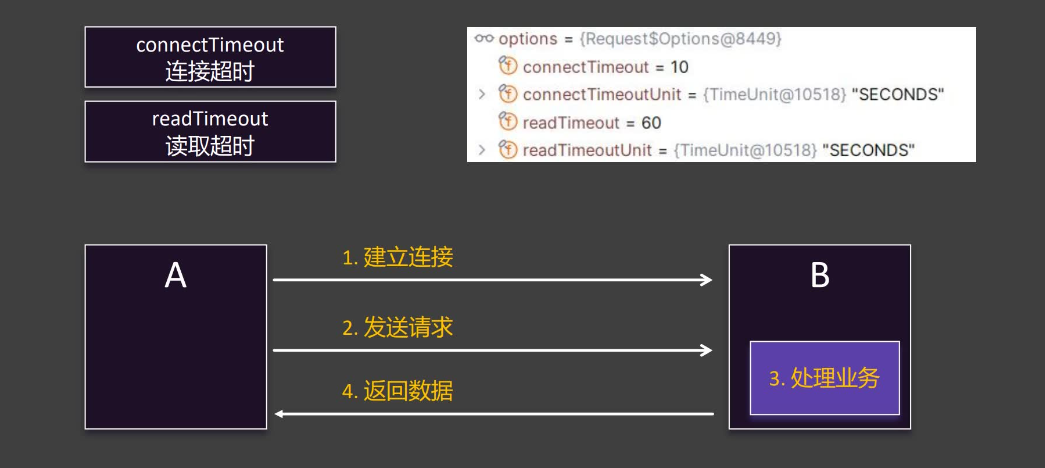 connectTimeout
连接超时
readTimeout
读取超时
options = {Request$Options@8449}
connectTimeout = 10
connectTimeoutUnit = {TimeUnit@10518} "SECONDS"
readTimeout = 60
readTimeoutUnit = {TimeUnit@10518} "SECONDS"
A
1. 建立连接
2. 发送请求
4. 返回数据
B
3. 处理业务